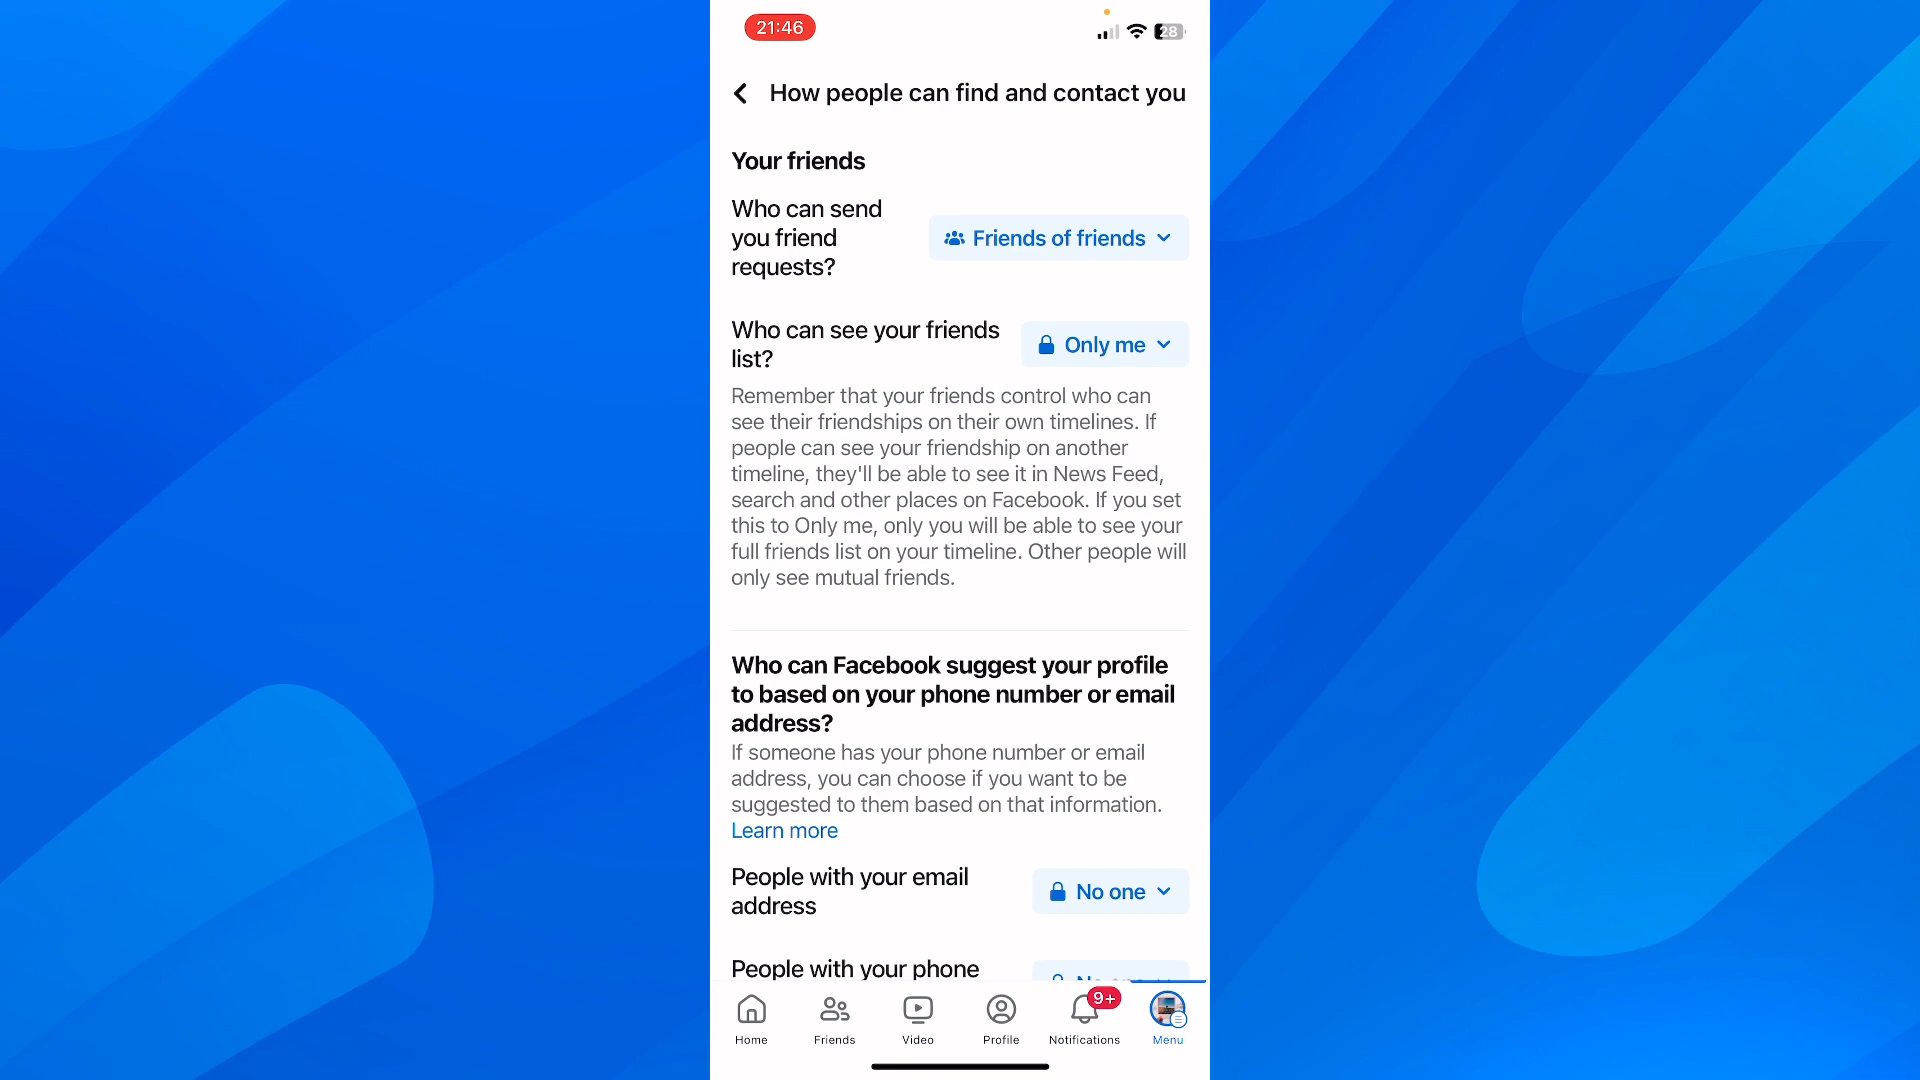 21:46
28
How people can find and contact you
Your friends
Who can send
you friend
requests?
Friends of friends
Who can see your friends
list?
Only me
Remember that your friends control who can
see their friendships on their own timelines. If
people can see your friendship on another
timeline, they'll be able to see it in News Feed,
search and other places on Facebook. If you set
this to Only me, only you will be able to see your
full friends list on your timeline. Other people will
only see mutual friends.
Who can Facebook suggest your profile
to based on your phone number or email
address?
If someone has your phone number or email
address, you can choose if you want to be
suggested to them based on that information.
Learn more
People with your email
address
No one
People with your phone
9+
Home
Friends
Video
Profile
Notifications
Menu